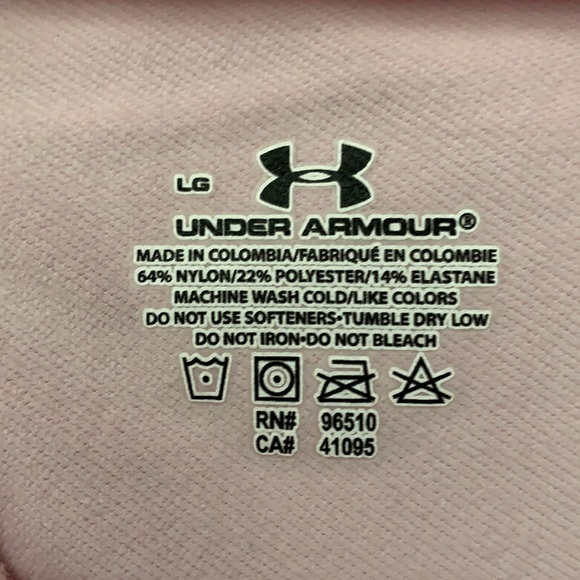 LG
UNDER ARMOUR®
MADE IN COLOMBIA/FABRIQUÉ EN COLOMBIE
64% NYLON/22% POLYESTER/14% ELASTANE
MACHINE WASH COLD/LIKE COLORS
DO NOT USE SOFTENERS•TUMBLE DRY LOW
DO NOT IRON•DO NOT BLEACH
RN# 96510
CA# 41095